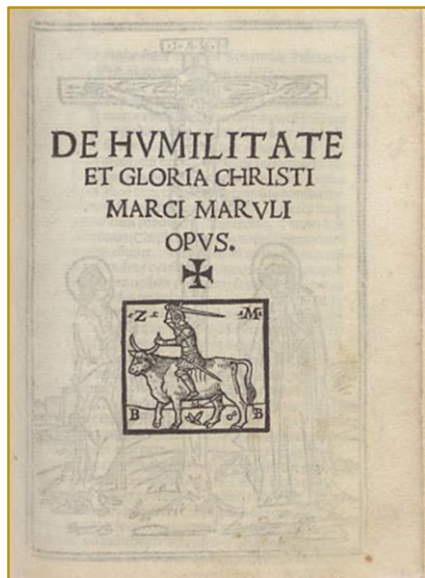 DE HVMILITATE
ET GLORIA CHRISTI
MARCI MARVLI
OPVS.
Z M
B B